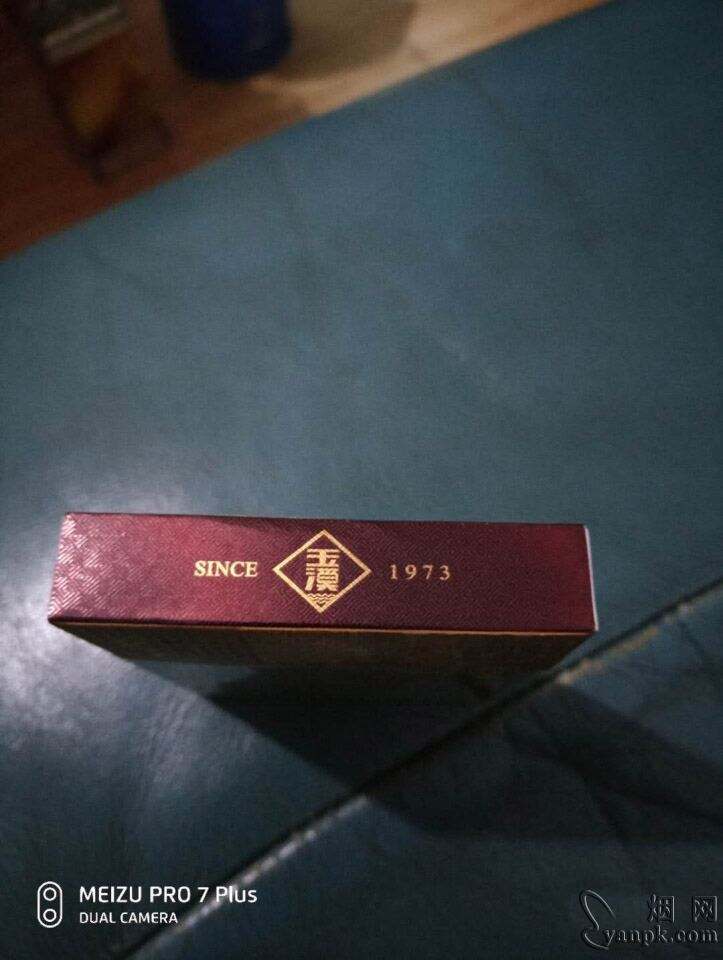 SINCE 玉溪 1973
MEIZU PRO 7 Plus
DUAL CAMERA
烟网
yanpk.com